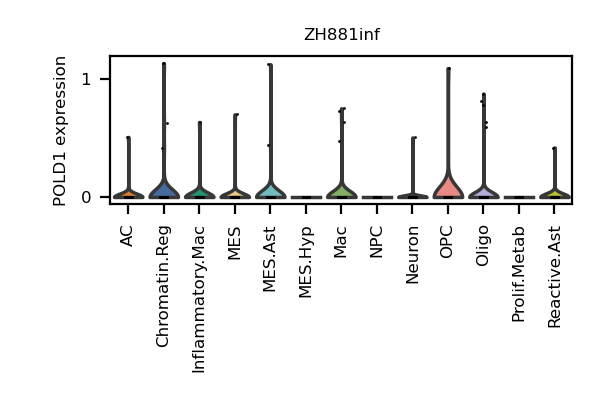 ZH881inf
POLD1 expression
1
0
AC
Chromatin.Reg
Inflammatory.Mac
MES
MES.Ast
MES.Hyp
Mac
NPC
Neuron
OPC
Oligo
Prolif.Metab
Reactive.Ast